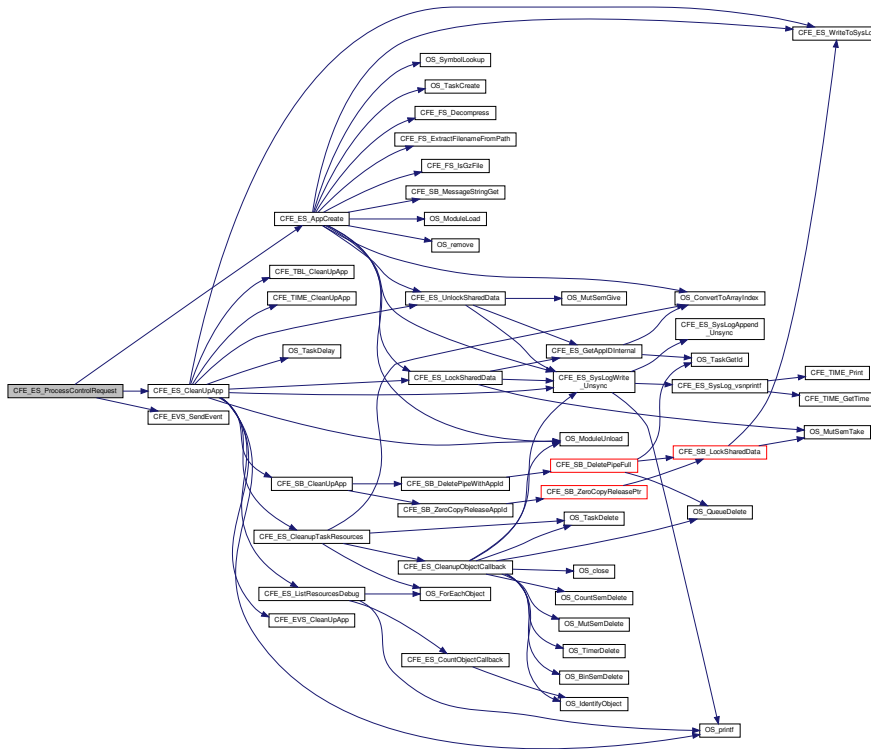 CFE_ES_WriteToSysLo
OS_SymbolLookup
OS_TaskCreate
CFE_FS_Decompress
CFE_FS_ExtractFilenameFromPath
CFE_FS_IsGzFile
CFE_SB_MessageStringGet
CFE_ES_AppCreate
OS_ModuleLoad
OS_remove
CFE_TBL_CleanUpApp
CFE_TIME_CleanUpApp
CFE_ES_UnlockSharedData
OS_MutSemGive
OS_ConvertToArrayIndex
CFE_ES_SysLogAppend
_Unsync
OS_TaskDelay
CFE_ES_GetAppIDInternal
OS_TaskGetId
CFE_TIME_Print
CFE_ES_ProcessControlRequest
CFE_ES_CleanUpApp
CFE_ES_LockSharedData
CFE_ES_SysLogWrite
_Unsync
CFE_ES_SysLog_vsnprintf
CFE_TIME_GetTime
CFE_EVS_SendEvent
OS_MutSemTake
OS_ModuleUnload
CFE_SB_LockSharedData
CFE_SB_DeletePipeFull
CFE_SB_CleanUpApp
CFE_SB_DeletePipeWithAppId
CFE_SB_ZeroCopyReleasePtr
CFE_SB_ZeroCopyReleaseAppId
OS_QueueDelete
OS_TaskDelete
CFE_ES_CleanupTaskResources
CFE_ES_CleanupObjectCallback
OS_close
CFE_ES_ListResourcesDebug
OS_ForEachObject
OS_CountSemDelete
CFE_EVS_CleanUpApp
OS_MutSemDelete
OS_TimerDelete
CFE_ES_CountObjectCallback
OS_BinSemDelete
OS_IdentifyObject
OS_printf